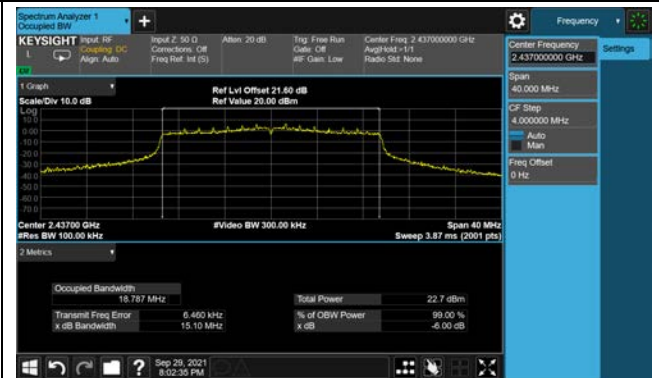 Spectrum Analyzer 1
Occupied BW
Frequency
KEYSIGHT Input: RF
Coupling: DC
Align: Auto
Input Z: 50 Ω
Corrections: Off
Freq Ref: Int (S)
Atten: 20 dB
Trig: Free Run
Gate: Off
#IF Gain: Low
Center Freq: 2.437000000 GHz
Avg|Hold:>1/1
Radio Std: None
Center Frequency
2.437000000 GHz
Settings
Span
40.000 MHz
CF Step
4.000000 MHz
Auto
Man
Freq Offset
0 Hz
1 Graph
Scale/Div 10.0 dB
Ref Lvl Offset 21.60 dB
Ref Value 20.00 dBm
Log
10.0
0.00
-10.0
-20.0
-30.0
-40.0
-50.0
-60.0
-70.0
Center 2.43700 GHz
#Video BW 300.00 kHz
Span 40 MHz
#Res BW 100.00 kHz
Sweep 3.87 ms (2001 pts)
2 Metrics
Occupied Bandwidth
18.787 MHz
Total Power 22.7 dBm
Transmit Freq Error 6.460 kHz
% of OBW Power 99.00 %
x dB Bandwidth 15.10 MHz
x dB -6.00 dB
Sep 29, 2021
8:02:35 PM